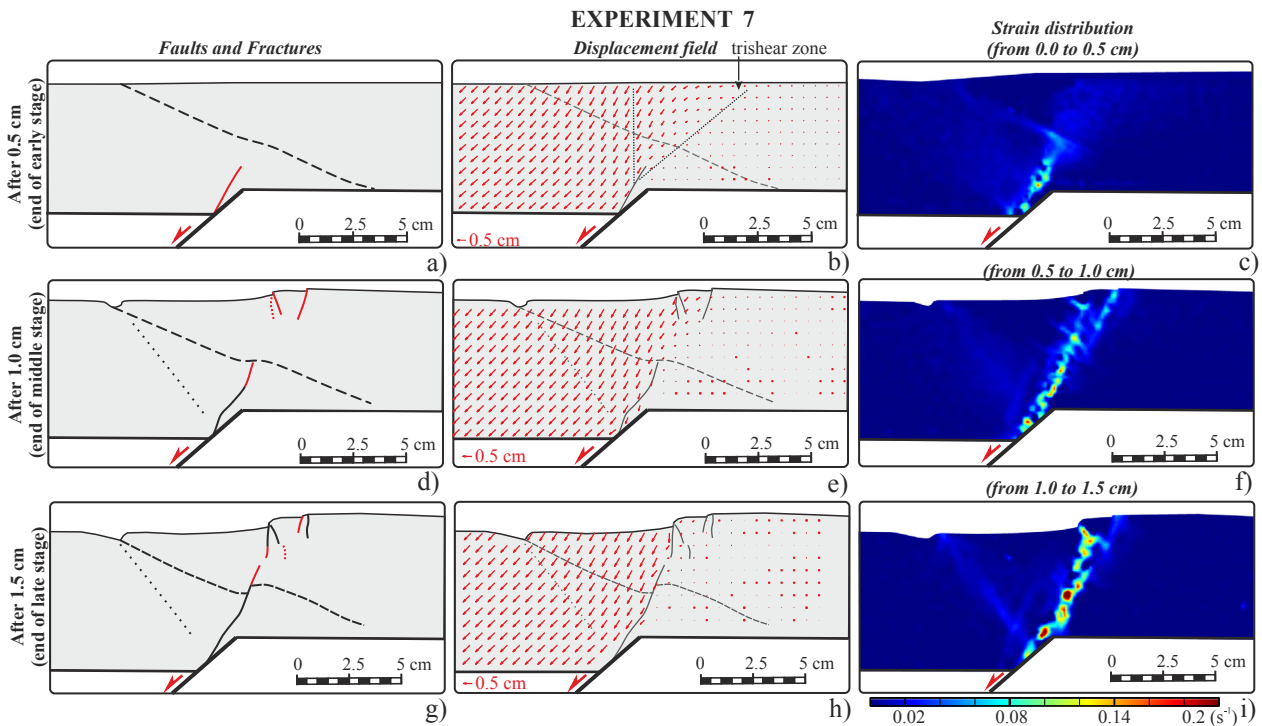 EXPERIMENT 7
Faults and Fractures
Displacement field
trishear zone
Strain distribution
(from 0.0 to 0.5 cm)
After 0.5 cm
(end of early stage)
0 2.5 5 cm
a)
0.5 cm
0 2.5 5 cm
b)
0 2.5 5 cm
c)
(from 0.5 to 1.0 cm)
After 1.0 cm
(end of middle stage)
0 2.5 5 cm
d)
0.5 cm
0 2.5 5 cm
e)
0 2.5 5 cm
f)
(from 1.0 to 1.5 cm)
After 1.5 cm
(end of late stage)
0 2.5 5 cm
g)
0.5 cm
0 2.5 5 cm
h)
0 2.5 5 cm
0.02 0.08 0.14 0.2 (s⁻¹)
i)